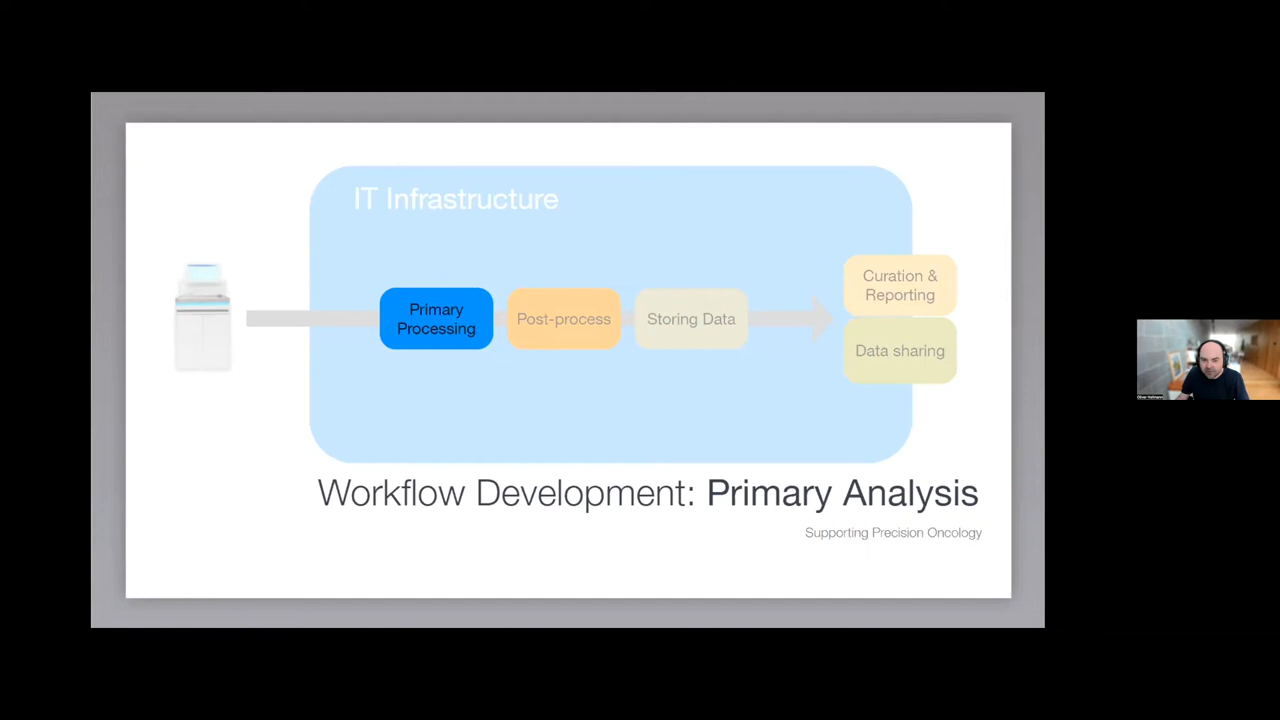 IT Infrastructure
Primary
Processing
Post-process
Storing Data
Curation &
Reporting
Data sharing
Workflow Development: Primary Analysis
Supporting Precision Oncology